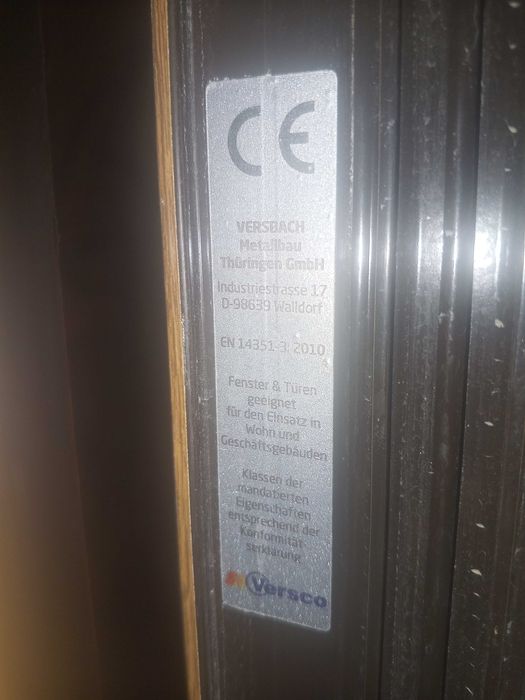 CE
VERSBACH
Metallbau
Thüringen GmbH
Industriestrasse 17
D-98639 Walldorf
EN 14351-3: 2010
Fenster & Türen
geeignet
für den Einsatz in
Wohn und
Geschäftsgebäuden
Klassen der
mandatierten
Eigenschaften
entsprechend der
Konformität
serklärung
Versco